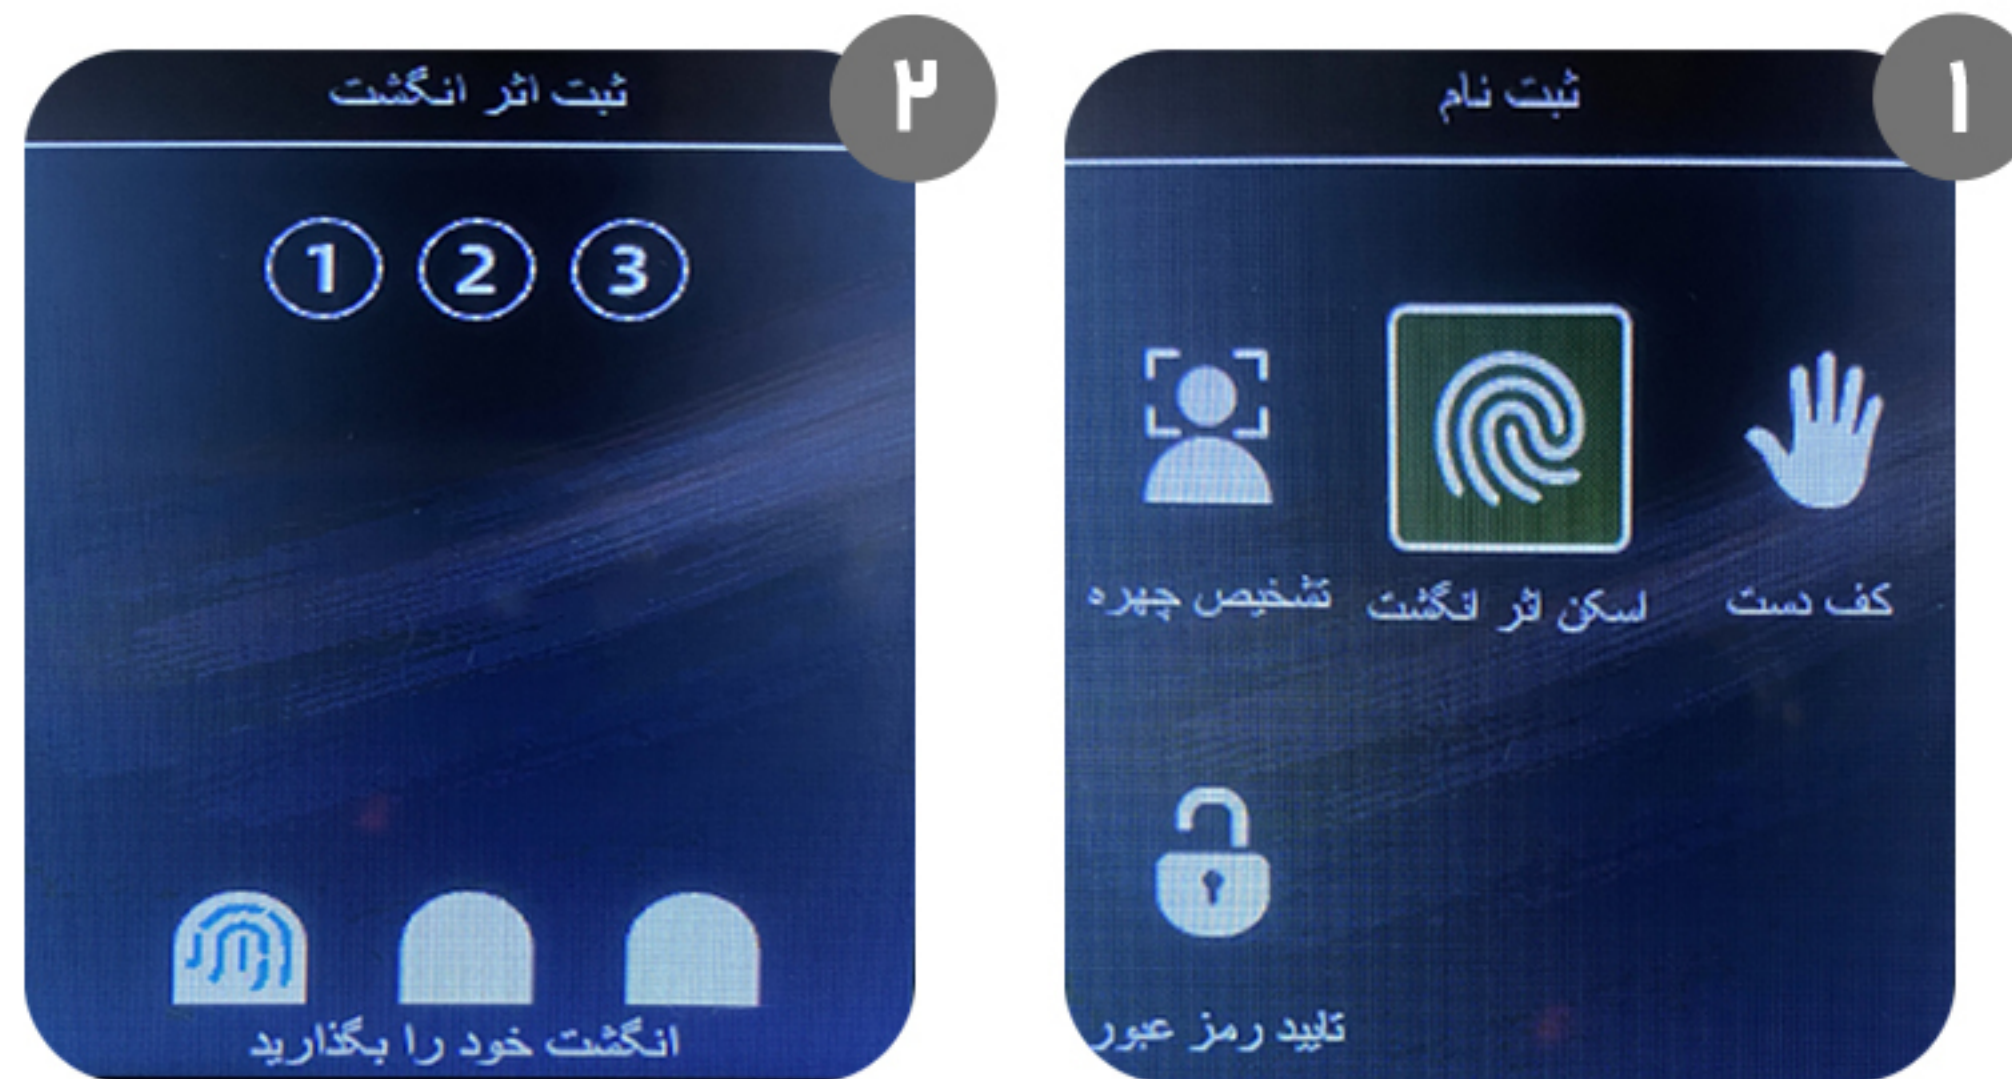 ۱
ثبت نام
کف دست
اسکن اثر انگشت
تشخیص چهره
تایید رمز عبور
۲
ثبت اثر انگشت
1 2 3
انگشت خود را بگذارید